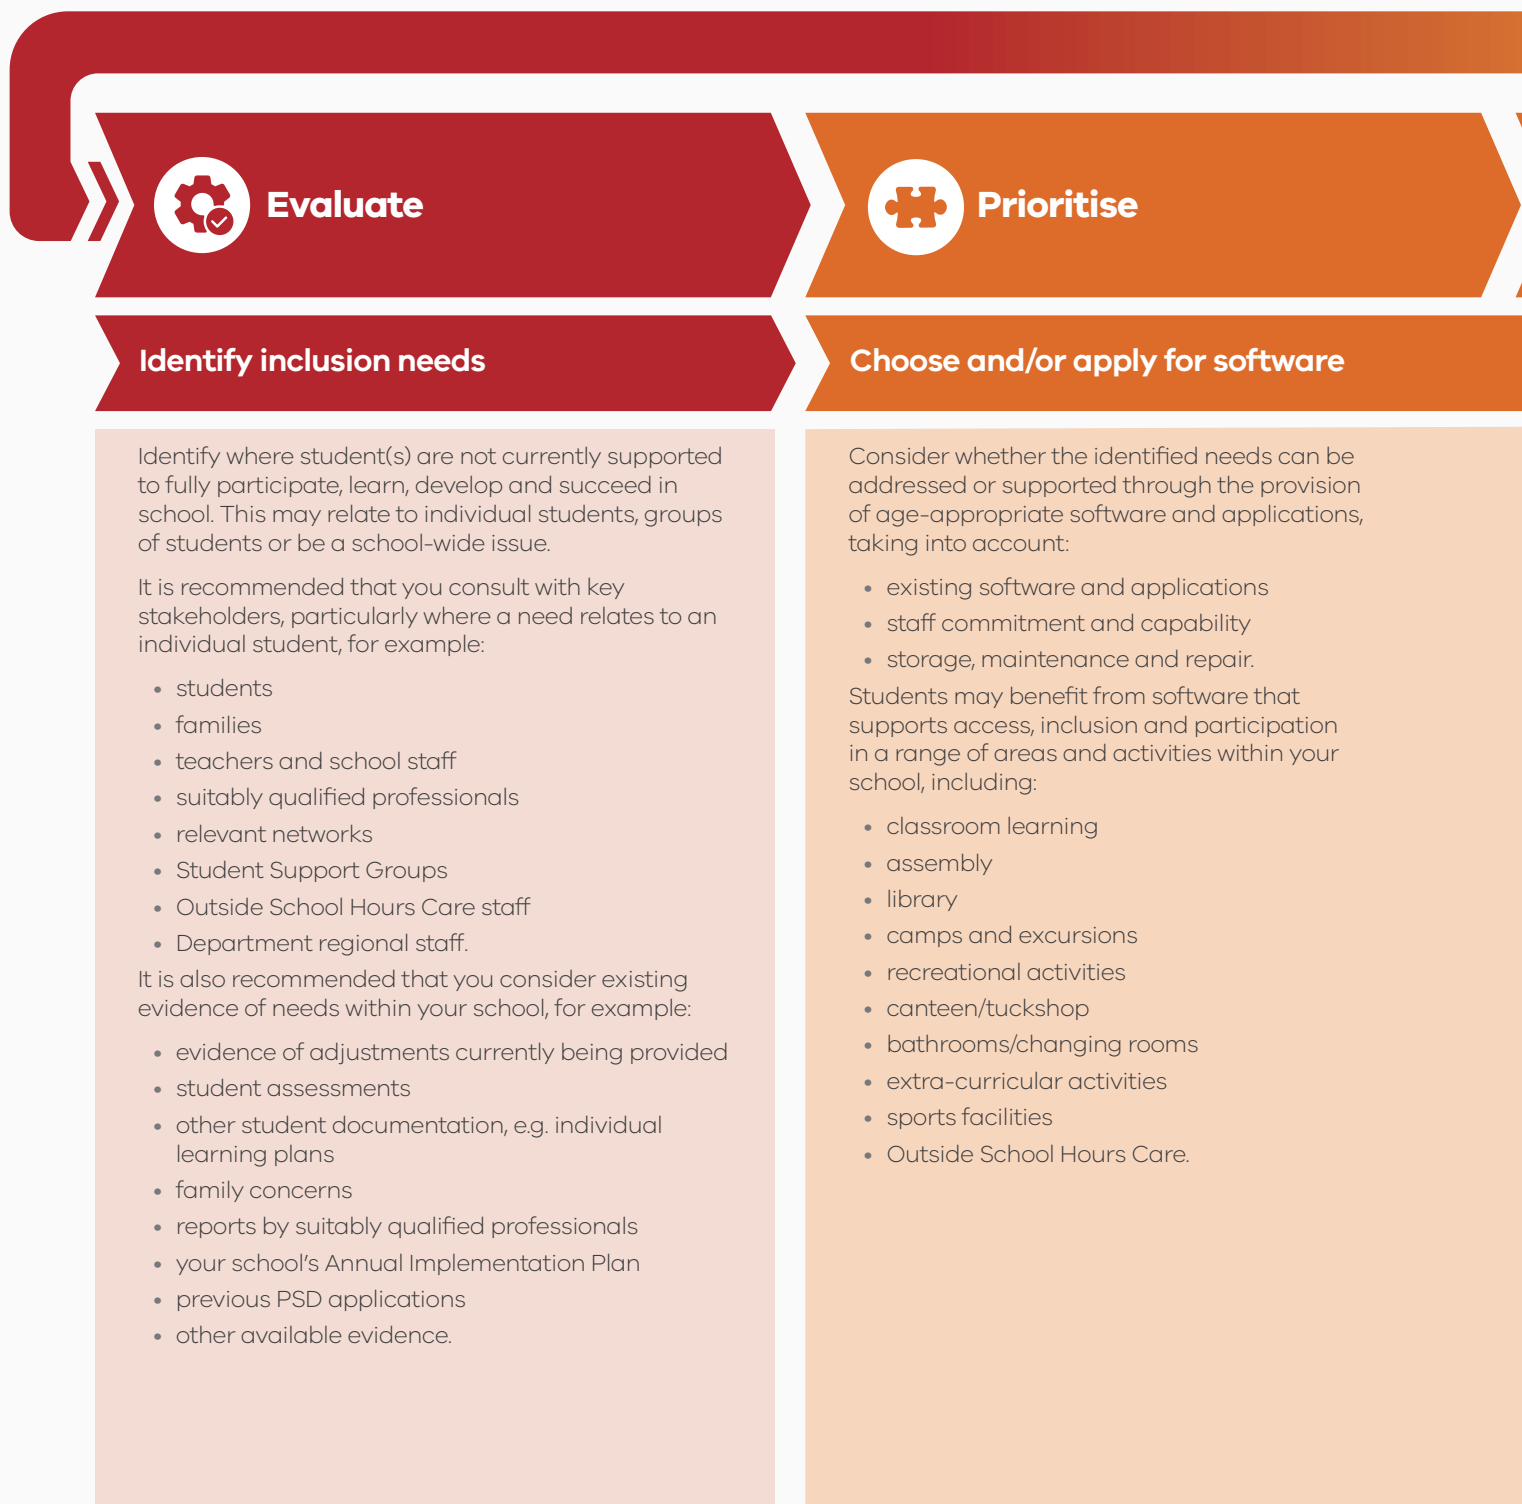 Evaluate
Identify inclusion needs
Identify where student(s) are not currently supported
to fully participate, learn, develop and succeed in
school. This may relate to individual students, groups
of students or be a school-wide issue.
It is recommended that you consult with key
stakeholders, particularly where a need relates to an
individual student, for example:
• students
• families
• teachers and school staff
• suitably qualified professionals
• relevant networks
• Student Support Groups
• Outside School Hours Care staff
• Department regional staff.
It is also recommended that you consider existing
evidence of needs within your school, for example:
• evidence of adjustments currently being provided
• student assessments
• other student documentation, e.g. individual
learning plans
• family concerns
• reports by suitably qualified professionals
• your school's Annual Implementation Plan
• previous PSD applications
• other available evidence.
Prioritise
Choose and/or apply for software
Consider whether the identified needs can be
addressed or supported through the provision
of age-appropriate software and applications,
taking into account:
• existing software and applications
• staff commitment and capability
• storage, maintenance and repair.
Students may benefit from software that
supports access, inclusion and participation
in a range of areas and activities within your
school, including:
• classroom learning
• assembly
• library
• camps and excursions
• recreational activities
• canteen/tuckshop
• bathrooms/changing rooms
• extra-curricular activities
• sports facilities
• Outside School Hours Care.